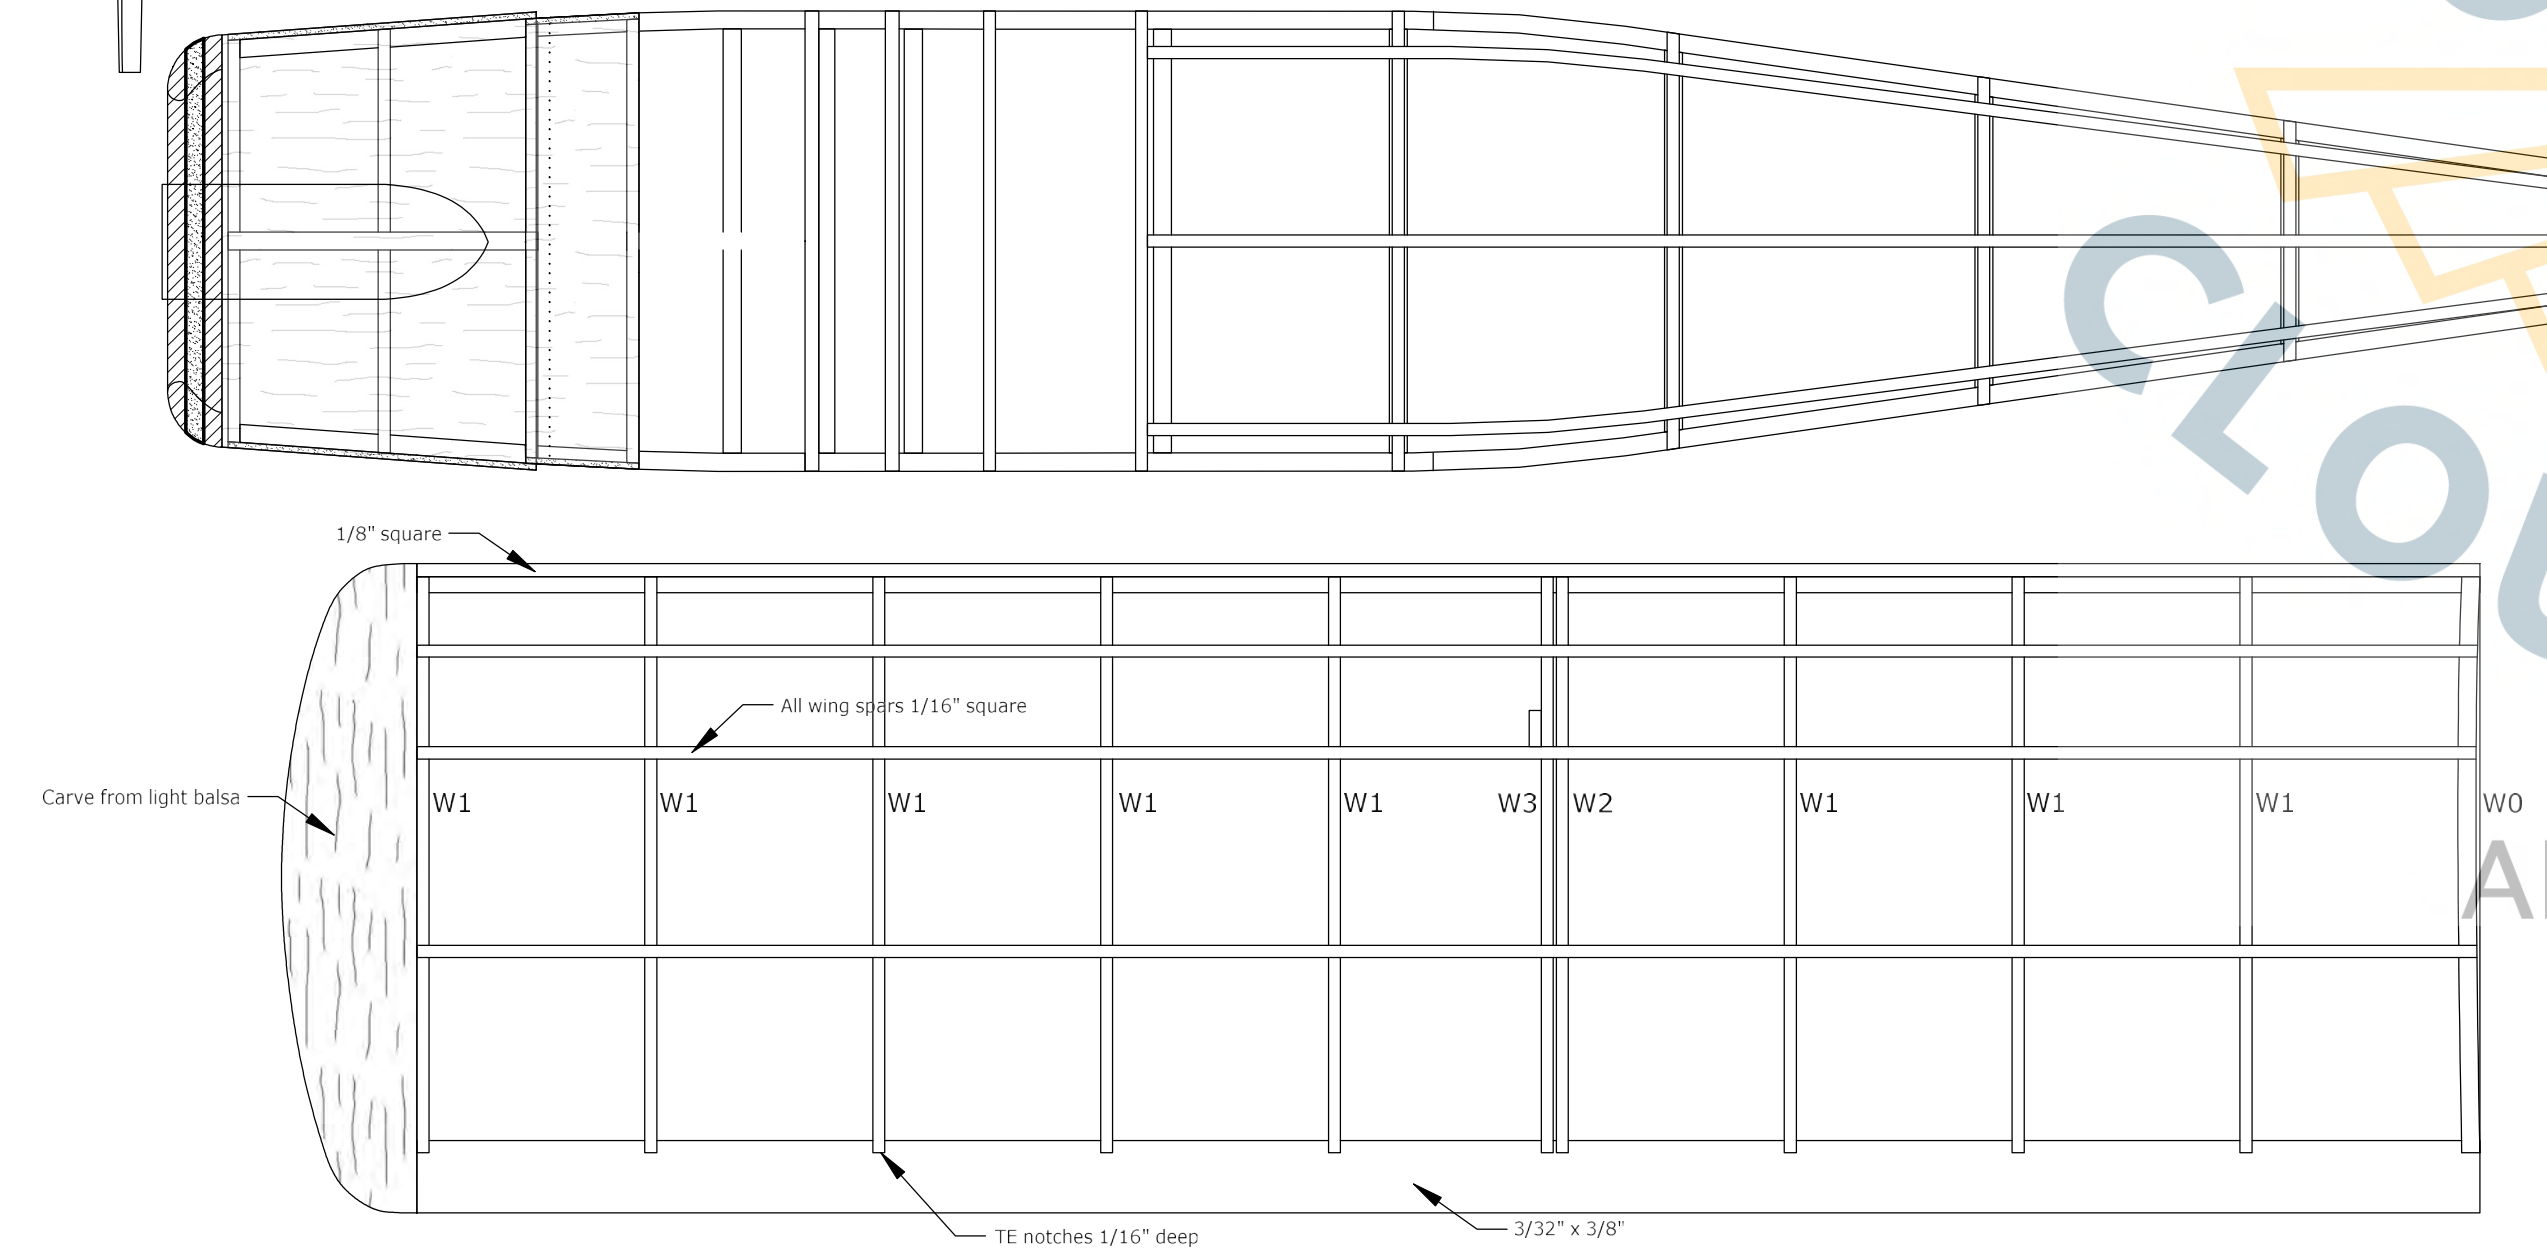 CLOU
1/8" square
All wing spars 1/16" square
Carve from light balsa
W1 W1 W1 W1 W1 W3 W2 W1 W1 W1 W0
TE notches 1/16" deep
3/32" x 3/8"